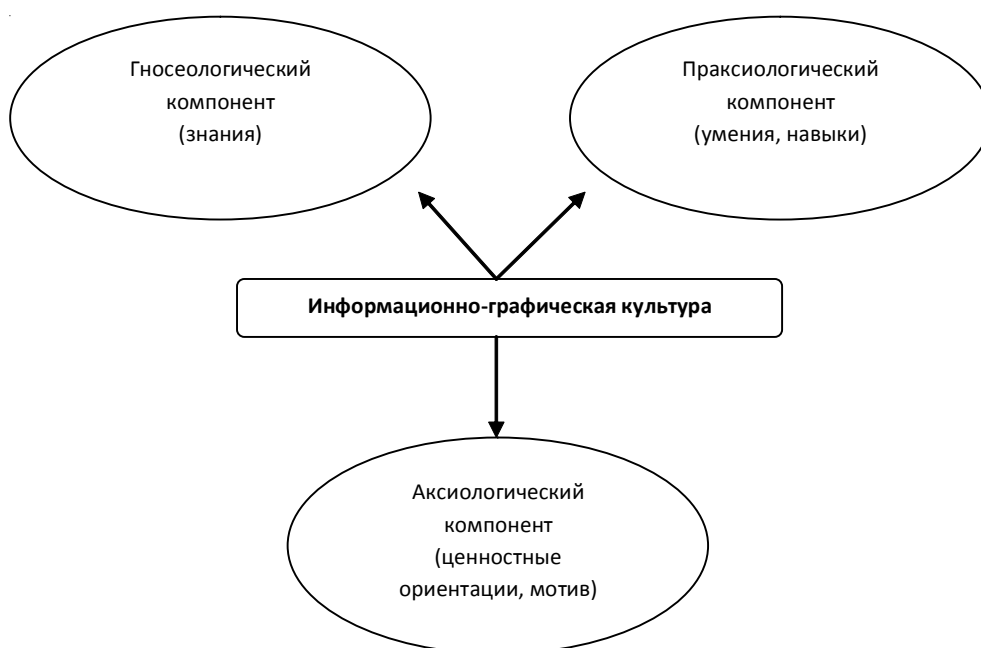 Гносеологический
компонент
(знания)
Праксиологический
компонент
(умения, навыки)
Информационно-графическая культура
Аксиологический
компонент
(ценностные
ориентации, мотив)